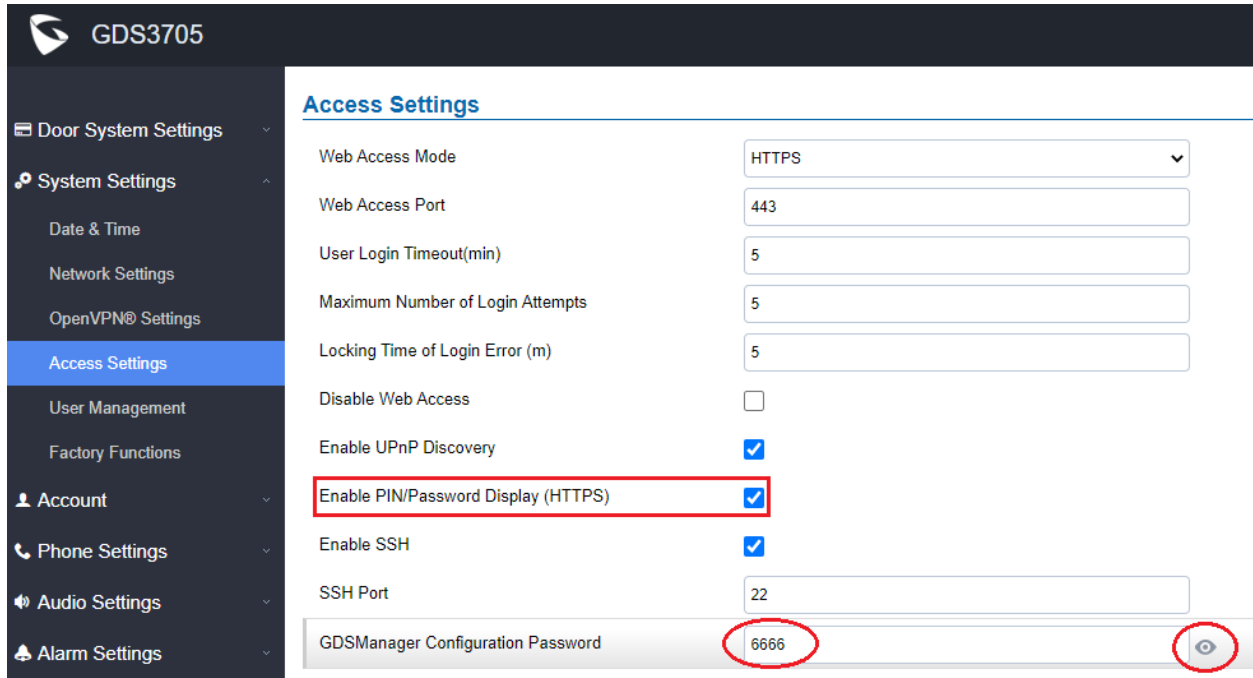 GDS3705
Door System Settings
System Settings
Date & Time
Network Settings
OpenVPN® Settings
Access Settings
User Management
Factory Functions
Account
Phone Settings
Audio Settings
Alarm Settings
Access Settings
Web Access Mode HTTPS
Web Access Port 443
User Login Timeout(min) 5
Maximum Number of Login Attempts 5
Locking Time of Login Error (m) 5
Disable Web Access
Enable UPnP Discovery
Enable PIN/Password Display (HTTPS)
Enable SSH
SSH Port 22
GDSManager Configuration Password 6666